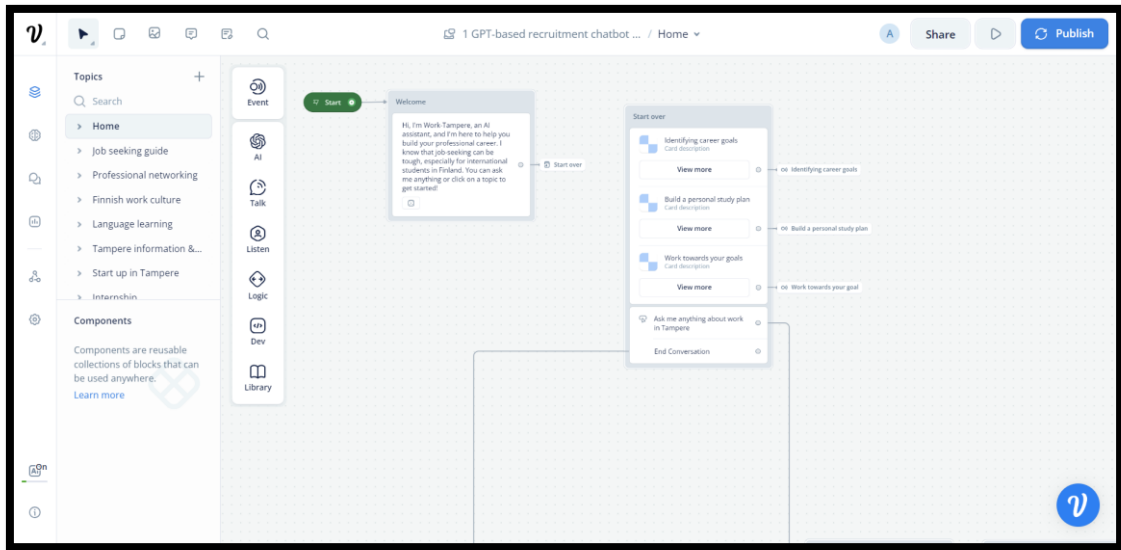 1 GPT-based recruitment chatbot ... / Home
A
Share
Publish
Topics
Search
Home
Job seeking guide
Professional networking
Finnish work culture
Language learning
Tampere information &...
Start up in Tampere
Internship
Components
Components are reusable
collections of blocks that can
be used anywhere.
Learn more
On
Event
AI
Talk
Listen
Logic
Dev
Library
Start
Welcome
Hi, I'm Work-Tampere, an AI
assistant, and I'm here to help you
build your professional career. I
know that job-seeking can be
tough, especially for international
students in Finland. You can ask
me anything or click on a topic to
get started!
Start over
Start over
Identifying career goals
Card description
View more
Identifying career goals
Build a personal study plan
Card description
View more
Build a personal study plan
Work towards your goals
Card description
View more
Work towards your goal
Ask me anything about work
in Tampere
End Conversation